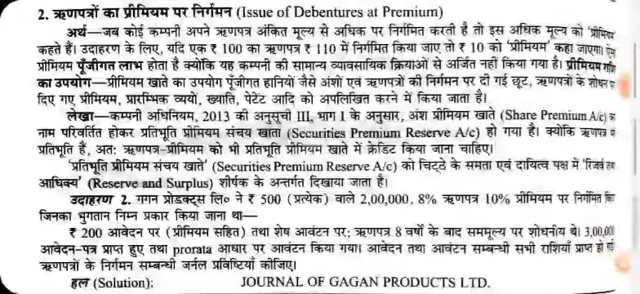 2. ऋणपत्रों का प्रीमियम पर निर्गमन (Issue of Debentures at Premium)
अर्थ—जब कोई कम्पनी अपने ऋणपत्र अंकित मूल्य से अधिक पर निर्गमित करती है तो इस अधिक मूल्य को 'प्रीमियम'
कहते हैं। उदाहरण के लिए, यदि एक ₹ 100 का ऋणपत्र ₹ 110 में निर्गमित किया जाए तो ₹ 10 को 'प्रीमियम' कहा जाएगा।
प्रीमियम पूँजीगत लाभ होता है क्योंकि यह कम्पनी की सामान्य व्यावसायिक क्रियाओं से अर्जित नहीं किया गया है। प्रीमियम
का उपयोग—प्रीमियम खाते का उपयोग पूँजीगत हानियों जैसे अंशों एवं ऋणपत्रों की निर्गमन पर दी गई छूट, ऋणपत्रों के शोधन
दिए गए प्रीमियम, प्रारम्भिक व्ययों, ख्याति, पेटेंट आदि को अपलिखित करने में किया जाता है।
लेखा—कम्पनी अधिनियम, 2013 की अनुसूची III, भाग I के अनुसार, अंश प्रीमियम खाते (Share Premium A/c) का
नाम परिवर्तित होकर प्रतिभूति प्रीमियम संचय खाता (Securities Premium Reserve A/c) हो गया है। क्योंकि ऋणपत्र
प्रतिभूति हैं, अतः ऋणपत्र-प्रीमियम को भी प्रतिभूति प्रीमियम खाते में क्रेडिट किया जाना चाहिए।
'प्रतिभूति प्रीमियम संचय खाते' (Securities Premium Reserve A/c) को चिट्ठे के समता एवं दायित्व पक्ष में 'रिजर्व
आधिक्य' (Reserve and Surplus) शीर्षक के अन्तर्गत दिखाया जाता है।
उदाहरण 2. गगन प्रोडक्ट्स लि० ने ₹ 500 (प्रत्येक) वाले 2,00,000, 8% ऋणपत्र 10% प्रीमियम पर निर्गमित
जिनका भुगतान निम्न प्रकार किया जाना था—
₹ 200 आवेदन पर (प्रीमियम सहित) तथा शेष आवंटन पर; ऋणपत्र 8 वर्षों के बाद सममूल्य पर शोधनीय थे। 3,00,000
आवेदन-पत्र प्राप्त हुए तथा prorata आधार पर आवंटन किया गया। आवेदन तथा आवंटन सम्बन्धी सभी राशियाँ प्राप्त हो
ऋणपत्रों के निर्गमन सम्बन्धी जर्नल प्रविष्टियाँ कीजिए।
हल (Solution): JOURNAL OF GAGAN PRODUCTS LTD.